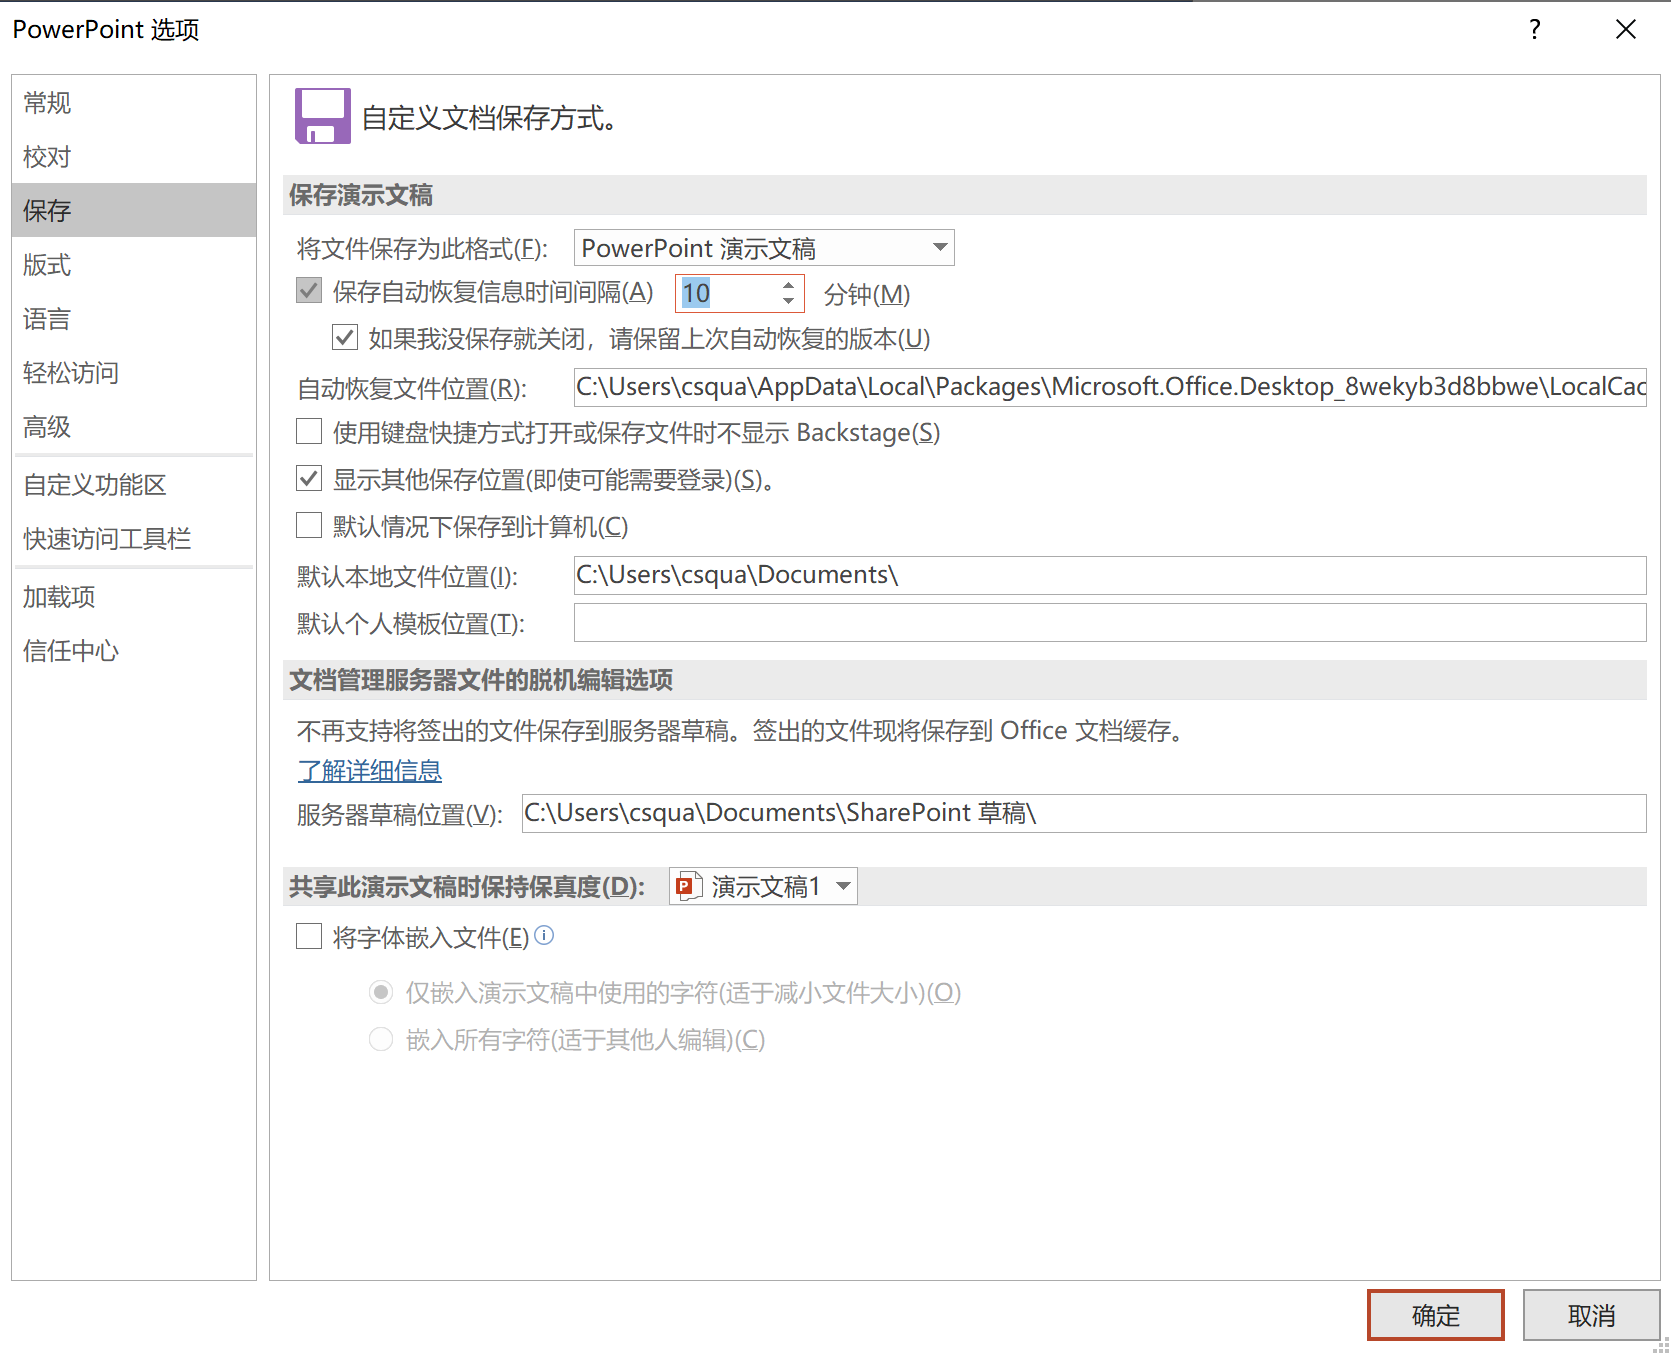 PowerPoint 选项
?
常规
校对
保存
版式
语言
轻松访问
高级
自定义功能区
快速访问工具栏
加载项
信任中心
自定义文档保存方式。
保存演示文稿
将文件保存为此格式(F): PowerPoint 演示文稿
保存自动恢复信息时间间隔(A) 10 分钟(M)
如果我没保存就关闭，请保留上次自动恢复的版本(U)
自动恢复文件位置(R): C:\Users\csqua\AppData\Local\Packages\Microsoft.Office.Desktop_8wekyb3d8bbwe\LocalCac
使用键盘快捷方式打开或保存文件时不显示 Backstage(S)
显示其他保存位置(即使可能需要登录)(S)。
默认情况下保存到计算机(C)
默认本地文件位置(I): C:\Users\csqua\Documents\
默认个人模板位置(T):
文档管理服务器文件的脱机编辑选项
不再支持将签出的文件保存到服务器草稿。签出的文件现将保存到 Office 文档缓存。
了解详细信息
服务器草稿位置(V): C:\Users\csqua\Documents\SharePoint 草稿\
共享此演示文稿时保持保真度(D): 演示文稿1
将字体嵌入文件(E)
仅嵌入演示文稿中使用的字符(适于减小文件大小)(O)
嵌入所有字符(适于其他人编辑)(C)
确定
取消